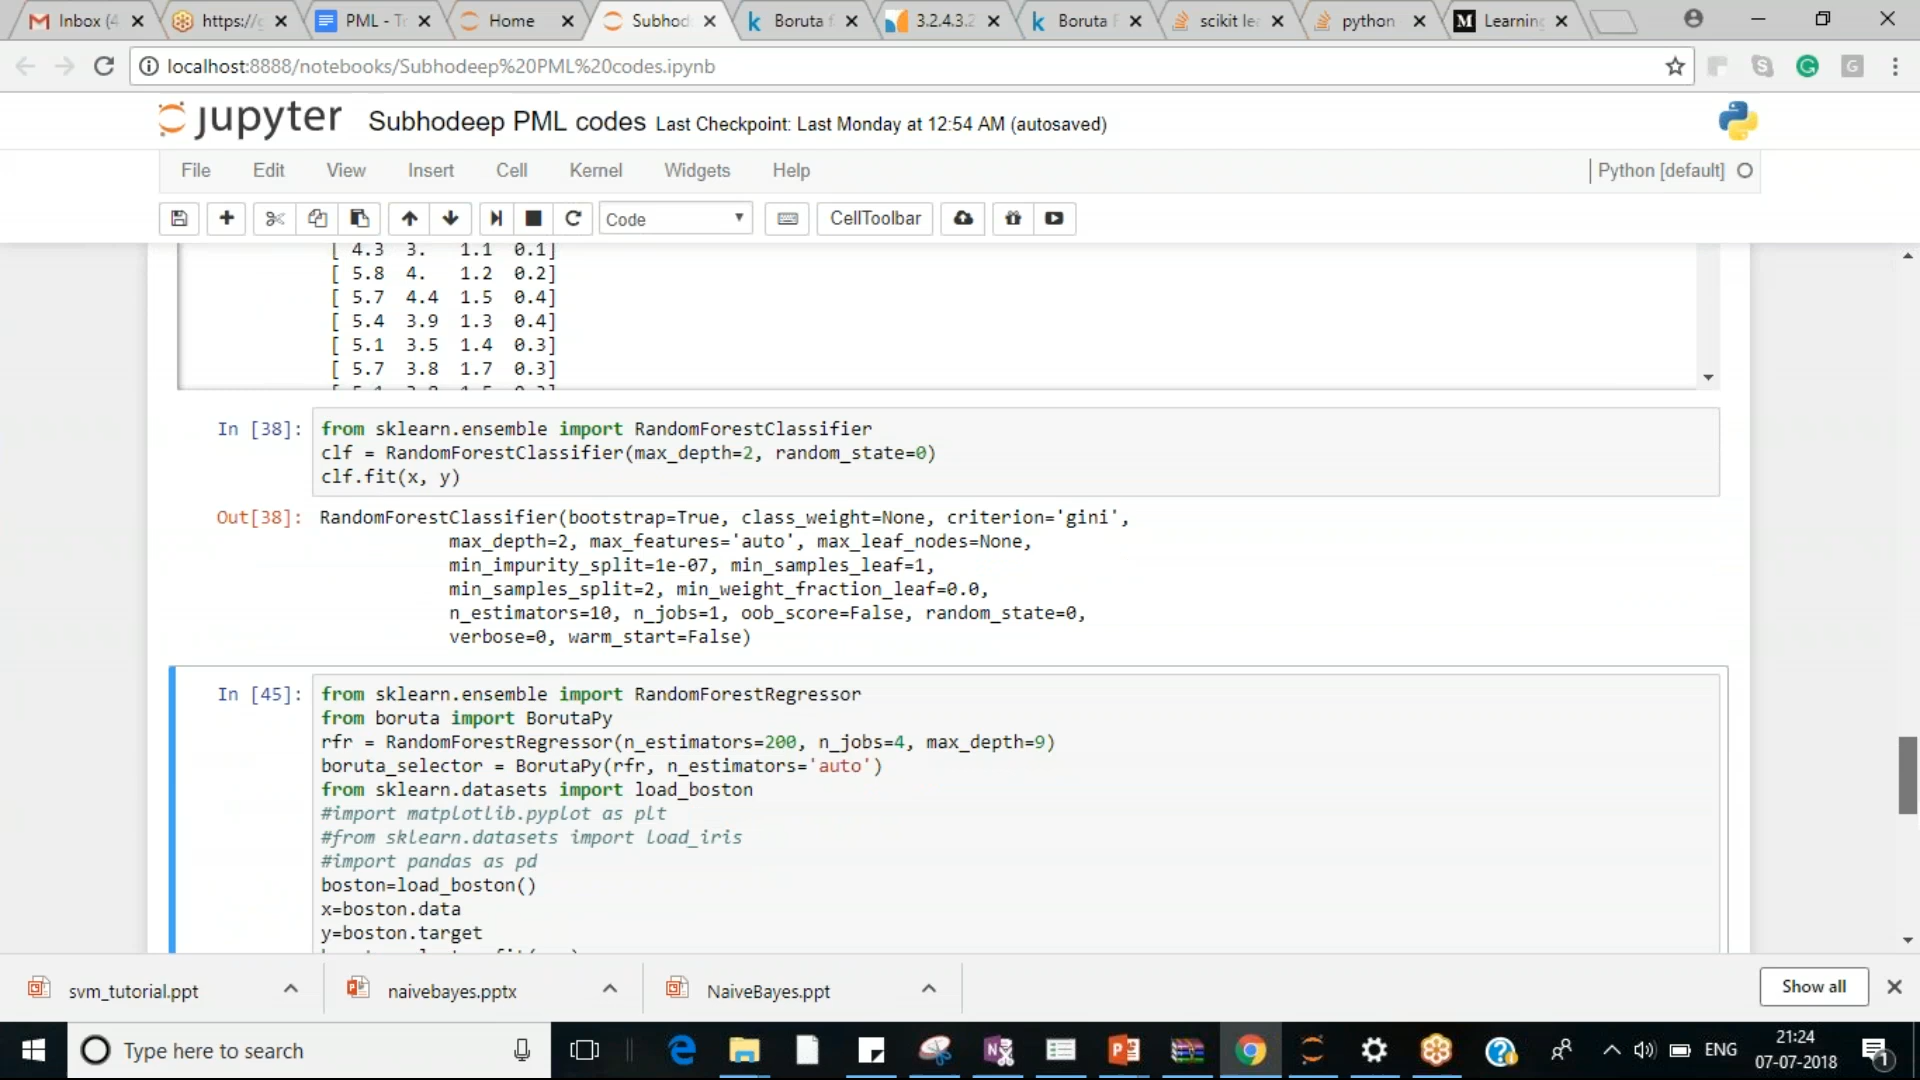 Inbox (4
https://g
PML - Tr
Home
Subhod
Boruta f
3.2.4.3.2
Boruta F
scikit le
python
Learning
localhost:8888/notebooks/Subhodeep%20PML%20codes.ipynb
jupyter Subhodeep PML codes Last Checkpoint: Last Monday at 12:54 AM (autosaved)
File Edit View Insert Cell Kernel Widgets Help Python [default]
Code CellToolbar
[ 4.3 3. 1.1 0.1]
[ 5.8 4. 1.2 0.2]
[ 5.7 4.4 1.5 0.4]
[ 5.4 3.9 1.3 0.4]
[ 5.1 3.5 1.4 0.3]
[ 5.7 3.8 1.7 0.3]
In [38]: from sklearn.ensemble import RandomForestClassifier
clf = RandomForestClassifier(max_depth=2, random_state=0)
clf.fit(x, y)
Out[38]: RandomForestClassifier(bootstrap=True, class_weight=None, criterion='gini',
max_depth=2, max_features='auto', max_leaf_nodes=None,
min_impurity_split=1e-07, min_samples_leaf=1,
min_samples_split=2, min_weight_fraction_leaf=0.0,
n_estimators=10, n_jobs=1, oob_score=False, random_state=0,
verbose=0, warm_start=False)
In [45]: from sklearn.ensemble import RandomForestRegressor
from boruta import BorutaPy
rfr = RandomForestRegressor(n_estimators=200, n_jobs=4, max_depth=9)
boruta_selector = BorutaPy(rfr, n_estimators='auto')
from sklearn.datasets import load_boston
#import matplotlib.pyplot as plt
#from sklearn.datasets import load_iris
#import pandas as pd
boston=load_boston()
x=boston.data
y=boston.target
svm_tutorial.ppt naivebayes.pptx NaiveBayes.ppt Show all
Type here to search
ENG
21:24
07-07-2018
1